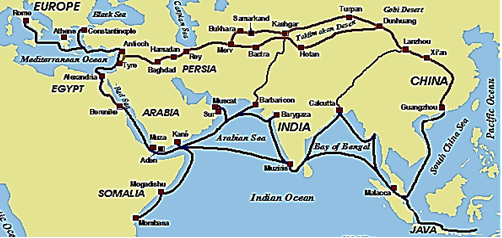 EUROPE
Rome
Black Sea
Caspian Sea
Samarkand
Kashgar
Turpan
Gobi Desert
Athens
Constantinople
Bukhara
Taklimakan Desert
Dunhuang
Antioch
Hamadan
Rey
Merv
Bactra
Hotan
Lanzhou
Xi'an
Mediterranean Ocean
Tyre
Baghdad
PERSIA
Alexandria
CHINA
EGYPT
Red Sea
Muscat
Barbaricon
Calcutta
Guangzhou
Berenike
ARABIA
Sur
Barygaza
INDIA
Muza
Kané
Arabian Sea
Bay of Bengal
South China Sea
Pacific Ocean
Aden
Muziris
SOMALIA
Mogadishu
Malacca
Indian Ocean
Mombasa
JAVA